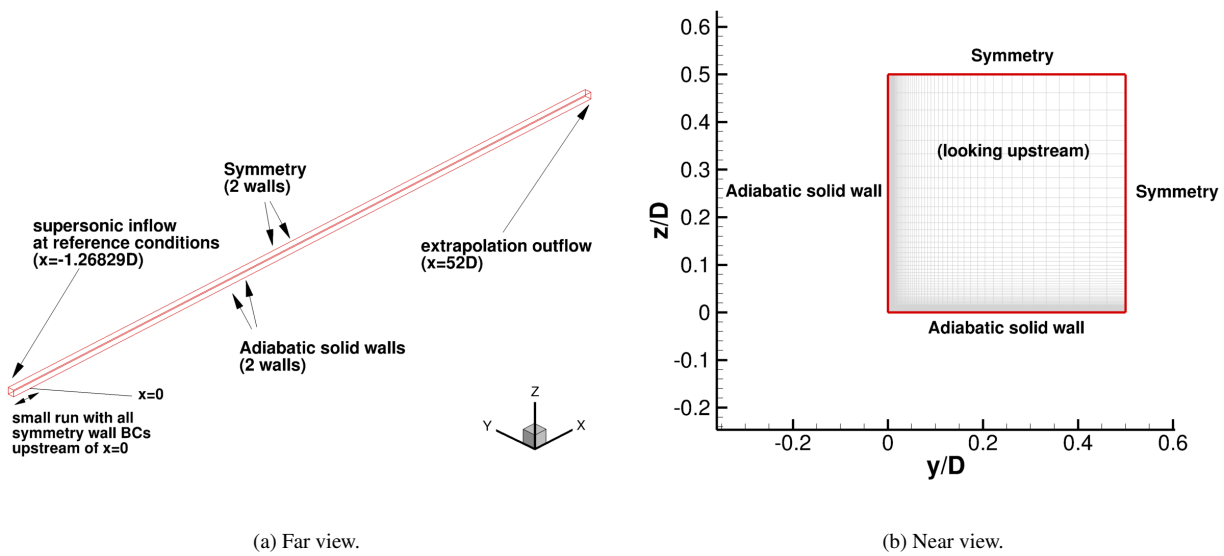 Symmetry
(2 walls)
supersonic inflow
at reference conditions
(x=-1.26829D)
extrapolation outflow
(x=52D)
Adiabatic solid walls
(2 walls)
x=0
small run with all
symmetry wall BCs
upstream of x=0
Z
Y
X
(a) Far view.
z/D
0.6
0.5
0.4
0.3
0.2
0.1
0
-0.1
-0.2
Symmetry
(looking upstream)
Adiabatic solid wall
Symmetry
Adiabatic solid wall
-0.2
0
0.2
0.4
0.6
y/D
(b) Near view.